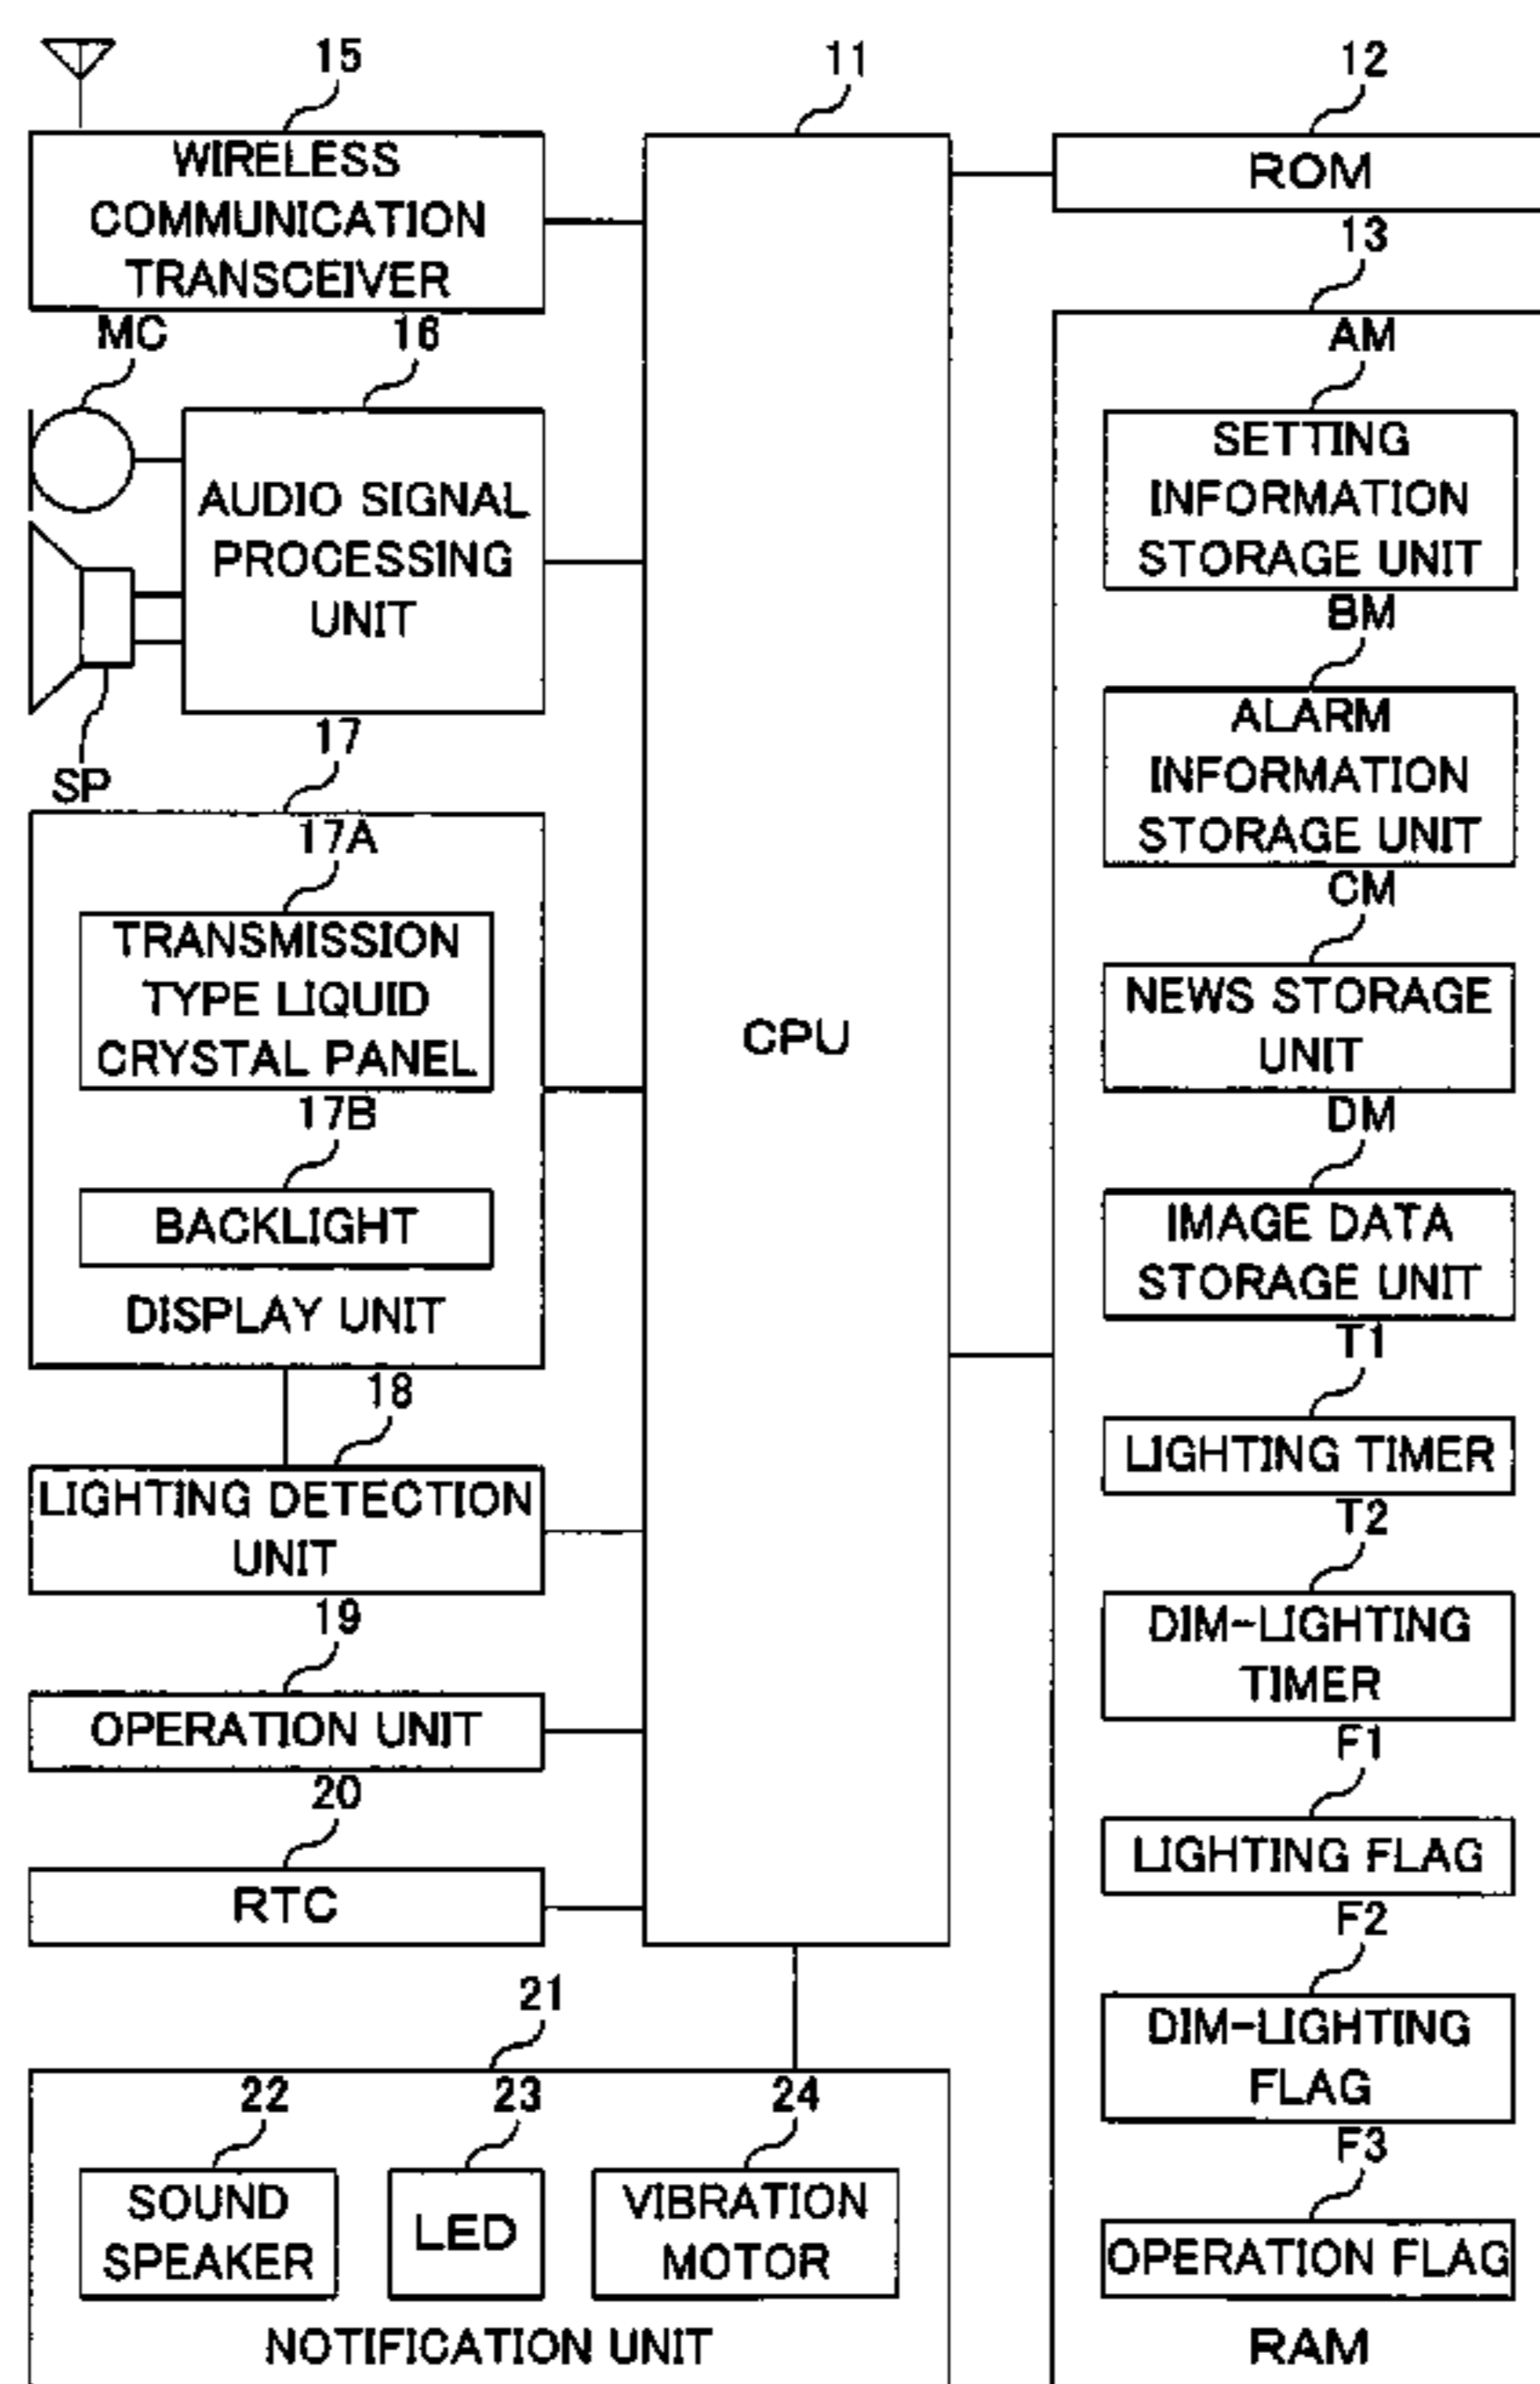 15
WIRELESS
COMMUNICATION
TRANSCEIVER
MC
16
AUDIO SIGNAL
PROCESSING
UNIT
SP
17
17A
TRANSMISSION
TYPE LIQUID
CRYSTAL PANEL
17B
BACKLIGHT
DISPLAY UNIT
18
LIGHTING DETECTION
UNIT
19
OPERATION UNIT
20
RTC
11
CPU
21
22
SOUND
SPEAKER
23
LED
24
VIBRATION
MOTOR
NOTIFICATION UNIT
12
ROM
13
AM
SETTING
INFORMATION
STORAGE UNIT
BM
ALARM
INFORMATION
STORAGE UNIT
CM
NEWS STORAGE
UNIT
DM
IMAGE DATA
STORAGE UNIT
T1
LIGHTING TIMER
T2
DIM-LIGHTING
TIMER
F1
LIGHTING FLAG
F2
DIM-LIGHTING
FLAG
F3
OPERATION FLAG
RAM